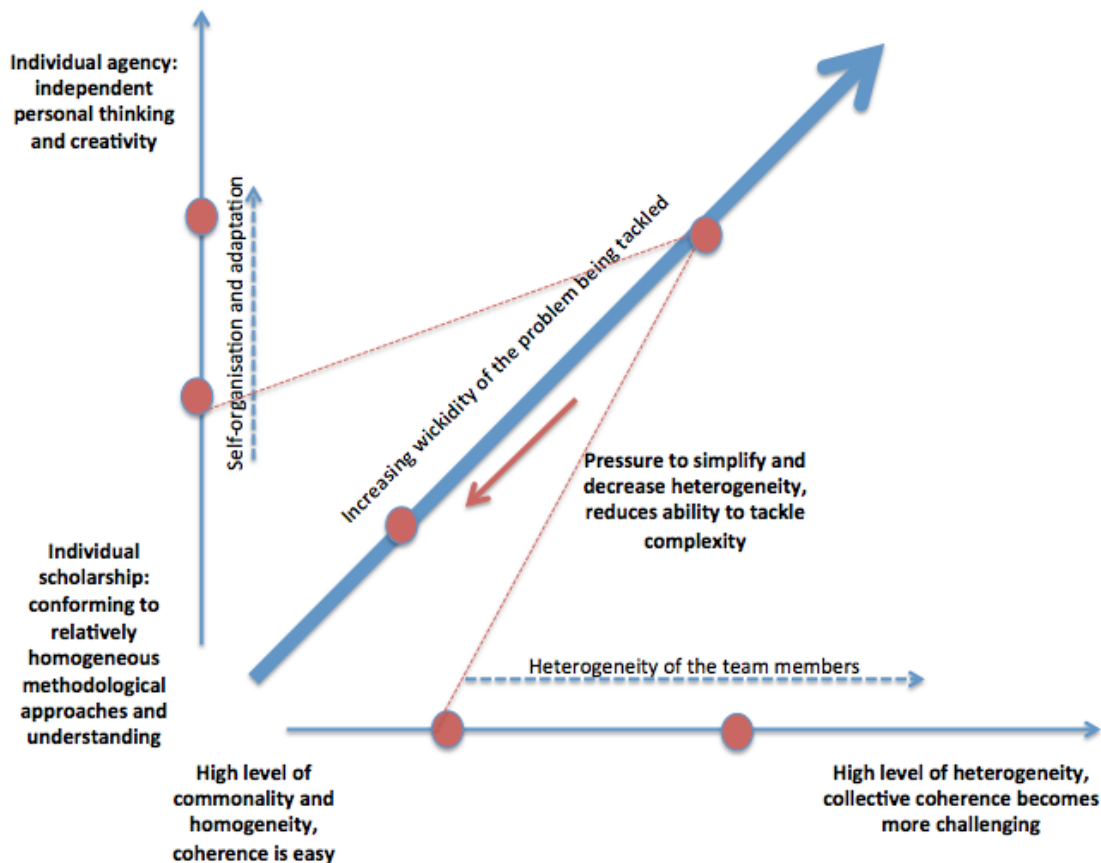 Individual agency:
independent
personal thinking
and creativity
Self-organisation and adaptation
Increasing wickidity of the problem being tackled
Pressure to simplify and
decrease heterogeneity,
reduces ability to tackle
complexity
Individual
scholarship:
conforming to
relatively
homogeneous
methodological
approaches and
understanding
Heterogeneity of the team members
High level of
commonality and
homogeneity,
coherence is easy
High level of heterogeneity,
collective coherence becomes
more challenging